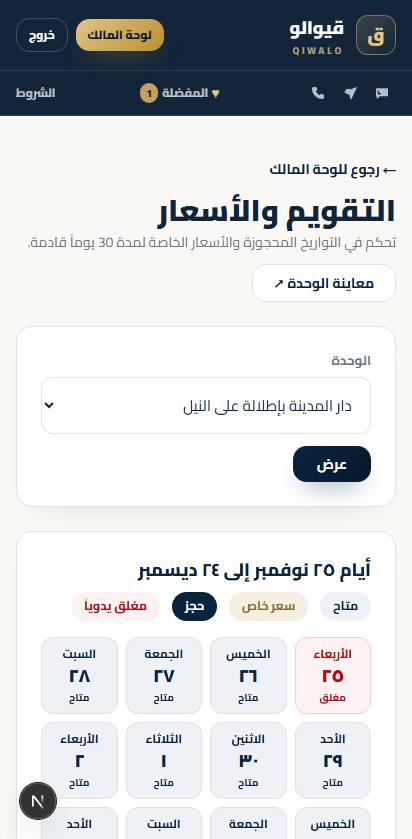 ق
قيوالو
QIWALO
لوحة المالك
خروج
♥ المفضلة 1
الشروط
← رجوع للوحة المالك
التقويم والأسعار
تحكم في التواريخ المحجوزة والأسعار الخاصة لمدة 30 يوماً قادمة.
معاينة الوحدة ↗
الوحدة
دار المدينة بإطلالة على النيل
عرض
أيام ٢٥ نوفمبر إلى ٢٤ ديسمبر
متاح
سعر خاص
حجز
مغلق يدوياً
الأربعاء
٢٥
مغلق
الخميس
٢٦
متاح
الجمعة
٢٧
متاح
السبت
٢٨
متاح
الأحد
٢٩
متاح
الاثنين
٣٠
متاح
الثلاثاء
١
متاح
الأربعاء
٢
متاح
الخميس
الجمعة
السبت
الأحد
N